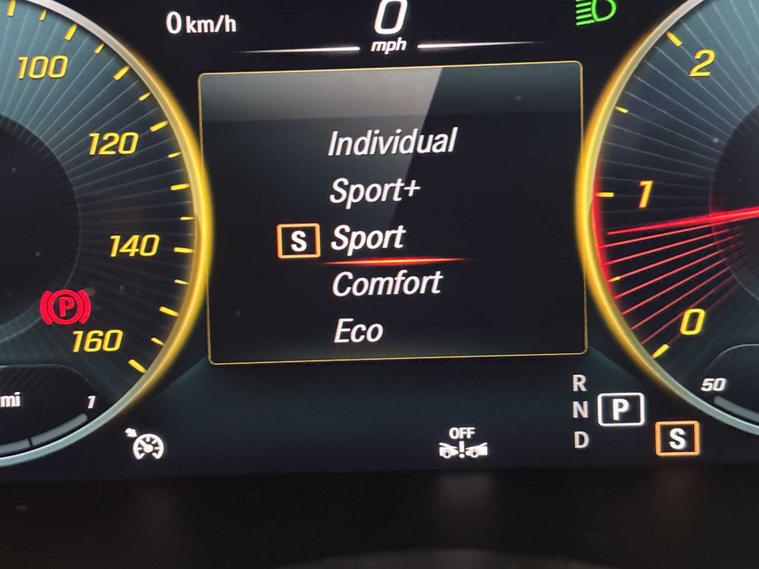 0 km/h
0
mph
100
120
140
160
P
mi
1
Individual
Sport+
S Sport
Comfort
Eco
2
1
0
50
R
N P
D
S
OFF